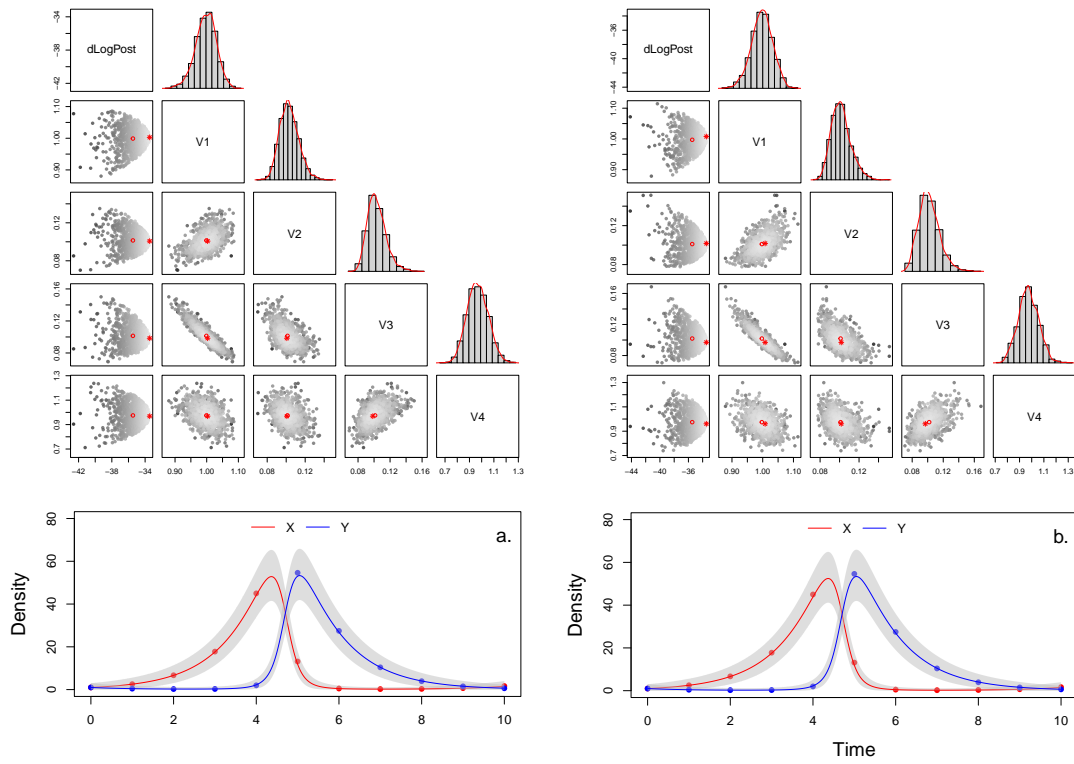 dLogPost
−34
−38
−42
V1
1.10
1.00
0.90
V2
0.12
0.08
V3
0.16
0.12
0.08
V4
1.3
1.1
0.9
0.7
−42 −38 −34
0.90 1.00 1.10
0.08 0.12
0.08 0.12 0.16
0.7 0.9 1.1 1.3
dLogPost
−36
−40
−44
V1
1.10
1.00
0.90
V2
0.12
0.08
V3
0.16
0.12
0.08
V4
1.3
1.1
0.9
0.7
−44 −40 −36
0.90 1.00 1.10
0.08 0.12
0.08 0.12 0.16
0.7 0.9 1.1 1.3
X Y
a.
Density
80
60
40
20
0
0 2 4 6 8 10
X Y
b.
Density
80
60
40
20
0
0 2 4 6 8 10
Time